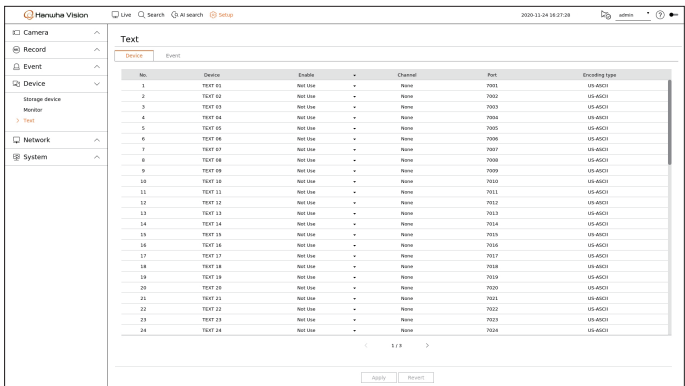 Hanwha Vision
Live Search AI search Setup 2020-11-24 16:27:28 admin
Camera
Record
Event
Device
Storage device
Monitor
Text
Network
System
Text
Device Event
No. Device Enable Channel Port Encoding type
1 TEXT 01 Not Use None 7001 US-ASCII
2 TEXT 02 Not Use None 7002 US-ASCII
3 TEXT 03 Not Use None 7003 US-ASCII
4 TEXT 04 Not Use None 7004 US-ASCII
5 TEXT 05 Not Use None 7005 US-ASCII
6 TEXT 06 Not Use None 7006 US-ASCII
7 TEXT 07 Not Use None 7007 US-ASCII
8 TEXT 08 Not Use None 7008 US-ASCII
9 TEXT 09 Not Use None 7009 US-ASCII
10 TEXT 10 Not Use None 7010 US-ASCII
11 TEXT 11 Not Use None 7011 US-ASCII
12 TEXT 12 Not Use None 7012 US-ASCII
13 TEXT 13 Not Use None 7013 US-ASCII
14 TEXT 14 Not Use None 7014 US-ASCII
15 TEXT 15 Not Use None 7015 US-ASCII
16 TEXT 16 Not Use None 7016 US-ASCII
17 TEXT 17 Not Use None 7017 US-ASCII
18 TEXT 18 Not Use None 7018 US-ASCII
19 TEXT 19 Not Use None 7019 US-ASCII
20 TEXT 20 Not Use None 7020 US-ASCII
21 TEXT 21 Not Use None 7021 US-ASCII
22 TEXT 22 Not Use None 7022 US-ASCII
23 TEXT 23 Not Use None 7023 US-ASCII
24 TEXT 24 Not Use None 7024 US-ASCII
1 / 3
Apply Revert